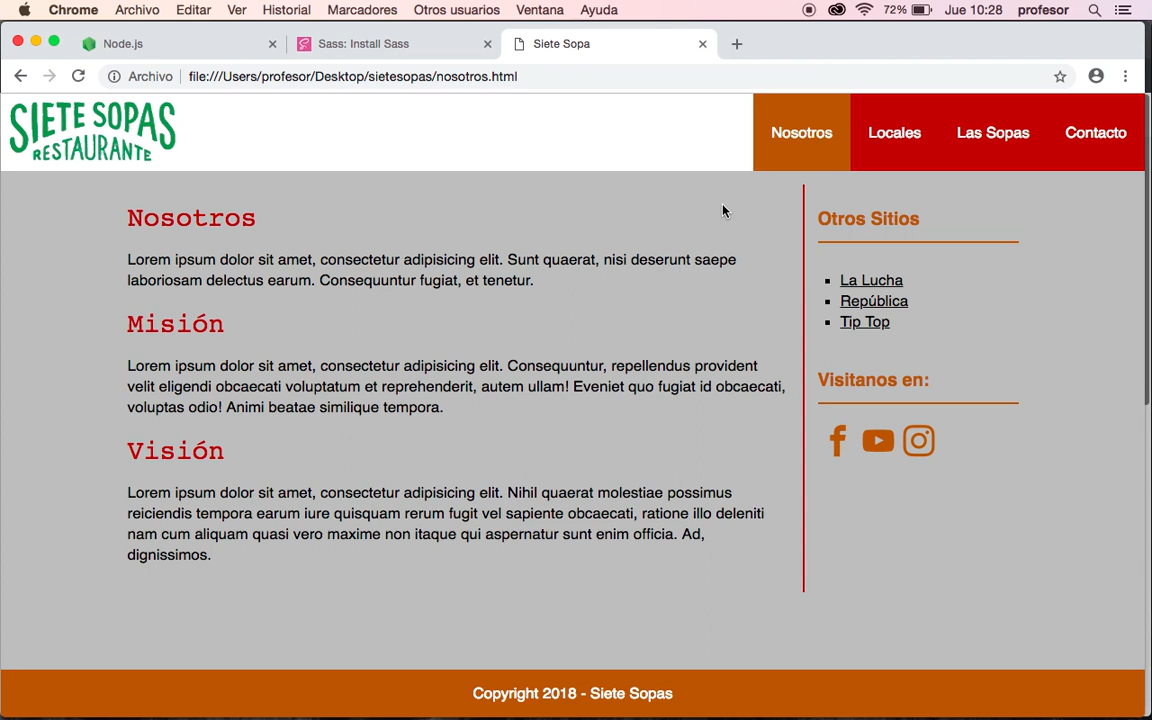 Chrome Archivo Editar Ver Historial Marcadores Otros usuarios Ventana Ayuda 72% Jue 10:28 profesor
Node.js Sass: Install Sass Siete Sopa
Archivo file:///Users/profesor/Desktop/sietesopas/nosotros.html
SIETE SOPAS
RESTAURANTE
Nosotros Locales Las Sopas Contacto
Nosotros
Lorem ipsum dolor sit amet, consectetur adipisicing elit. Sunt quaerat, nisi deserunt saepe
laboriosam delectus earum. Consequuntur fugiat, et tenetur.
Misión
Lorem ipsum dolor sit amet, consectetur adipisicing elit. Consequuntur, repellendus provident
velit eligendi obcaecati voluptatum et reprehenderit, autem ullam! Eveniet quo fugiat id obcaecati,
voluptas odio! Animi beatae similique tempora.
Visión
Lorem ipsum dolor sit amet, consectetur adipisicing elit. Nihil quaerat molestiae possimus
reiciendis tempora earum iure quisquam rerum fugit vel sapiente obcaecati, ratione illo deleniti
nam cum aliquam quasi vero maxime non itaque qui aspernatur sunt enim officia. Ad,
dignissimos.
Otros Sitios
La Lucha
República
Tip Top
Visitanos en:
Copyright 2018 - Siete Sopas